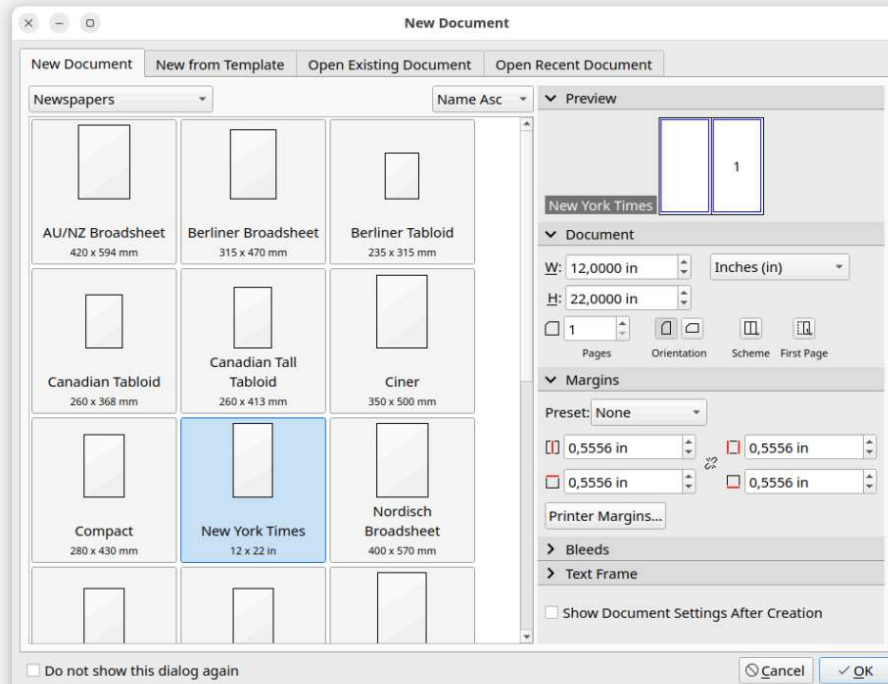 New Document
New Document New from Template Open Existing Document Open Recent Document
Newspapers Name Asc
AU/NZ Broadsheet
420 x 594 mm
Berliner Broadsheet
315 x 470 mm
Berliner Tabloid
235 x 315 mm
Canadian Tabloid
260 x 368 mm
Canadian Tall
Tabloid
260 x 413 mm
Ciner
350 x 500 mm
Compact
280 x 430 mm
New York Times
12 x 22 in
Nordisch
Broadsheet
400 x 570 mm
Preview
1
New York Times
Document
W: 12,0000 in Inches (in)
H: 22,0000 in
1
Pages Orientation Scheme First Page
Margins
Preset: None
0,5556 in 0,5556 in
0,5556 in 0,5556 in
Printer Margins...
Bleeds
Text Frame
Show Document Settings After Creation
Do not show this dialog again
Cancel OK